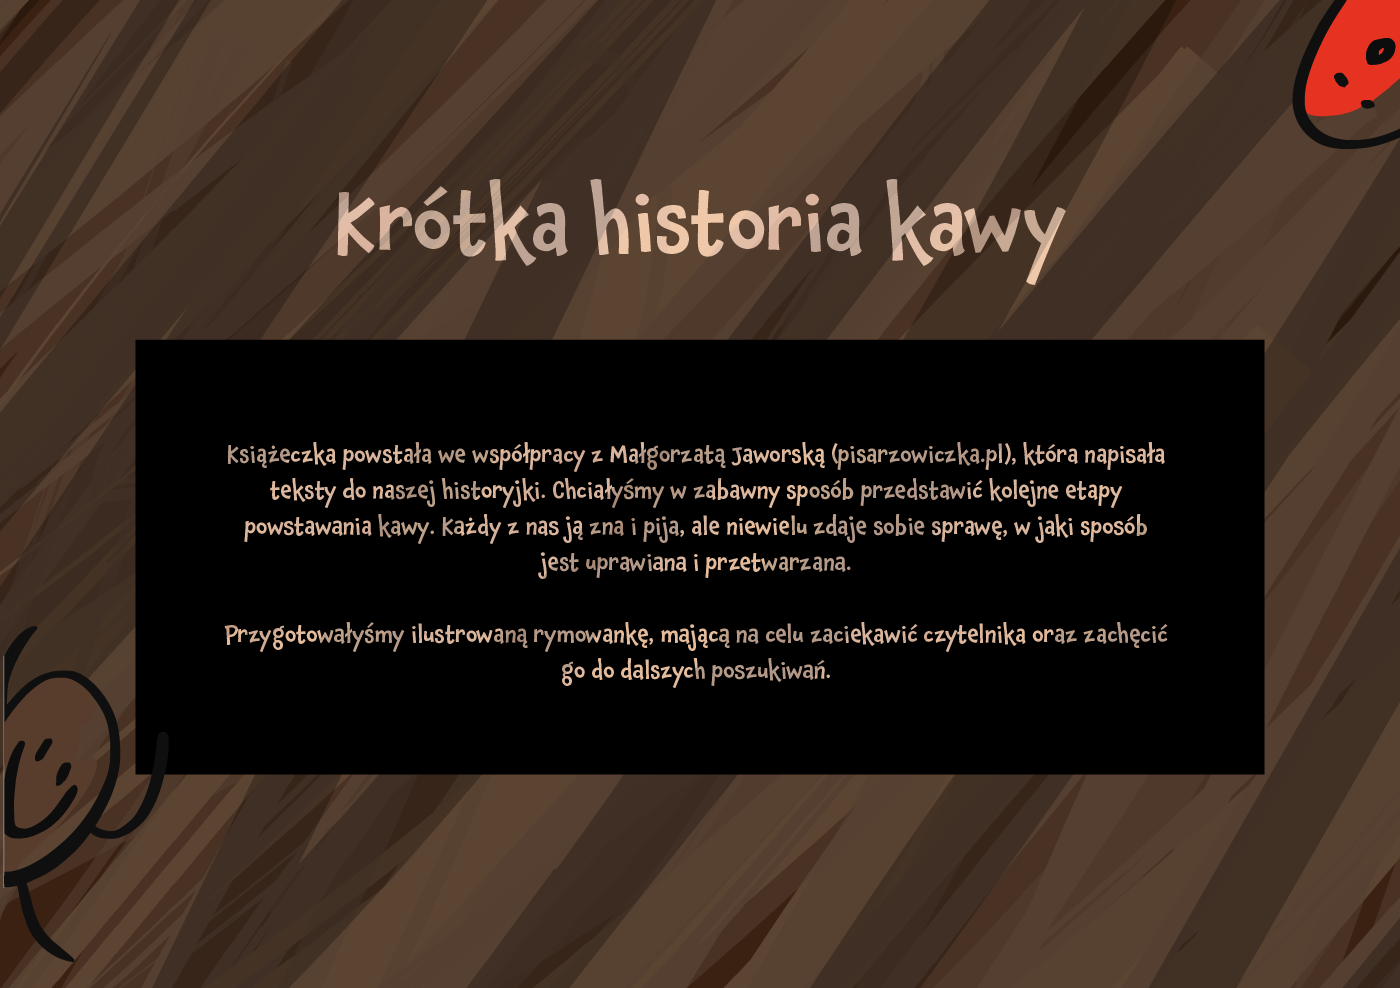 Krótka historia kawy
Książeczka powstała we współpracy z Małgorzatą Jaworską (pisarzowiczka.pl), która napisała
teksty do naszej historyjki. Chciałyśmy w zabawny sposób przedstawić kolejne etapy
powstawania kawy. Każdy z nas ją zna i pija, ale niewielu zdaje sobie sprawę, w jaki sposób
jest uprawiana i przetwarzana.
Przygotowałyśmy ilustrowaną rymowankę, mającą na celu zaciekawić czytelnika oraz zachęcić
go do dalszych poszukiwań.